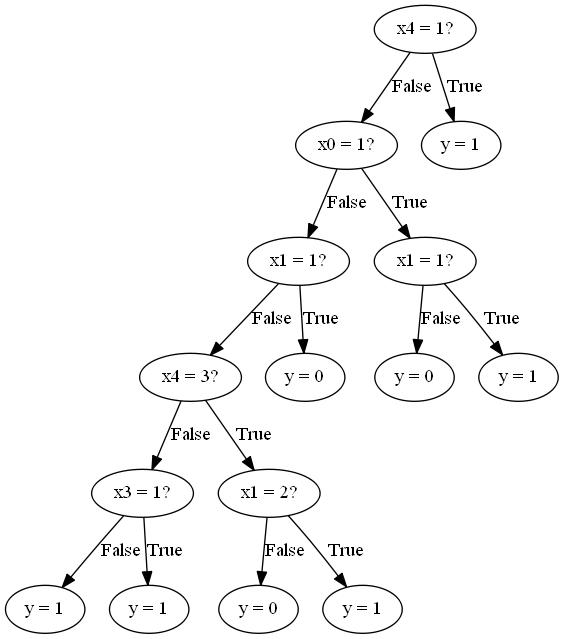 x4 = 1?
False
True
x0 = 1?
y = 1
False
True
x1 = 1?
x1 = 1?
False
True
False
True
x4 = 3?
y = 0
y = 0
y = 1
False
True
x3 = 1?
x1 = 2?
False
True
False
True
y = 1
y = 1
y = 0
y = 1